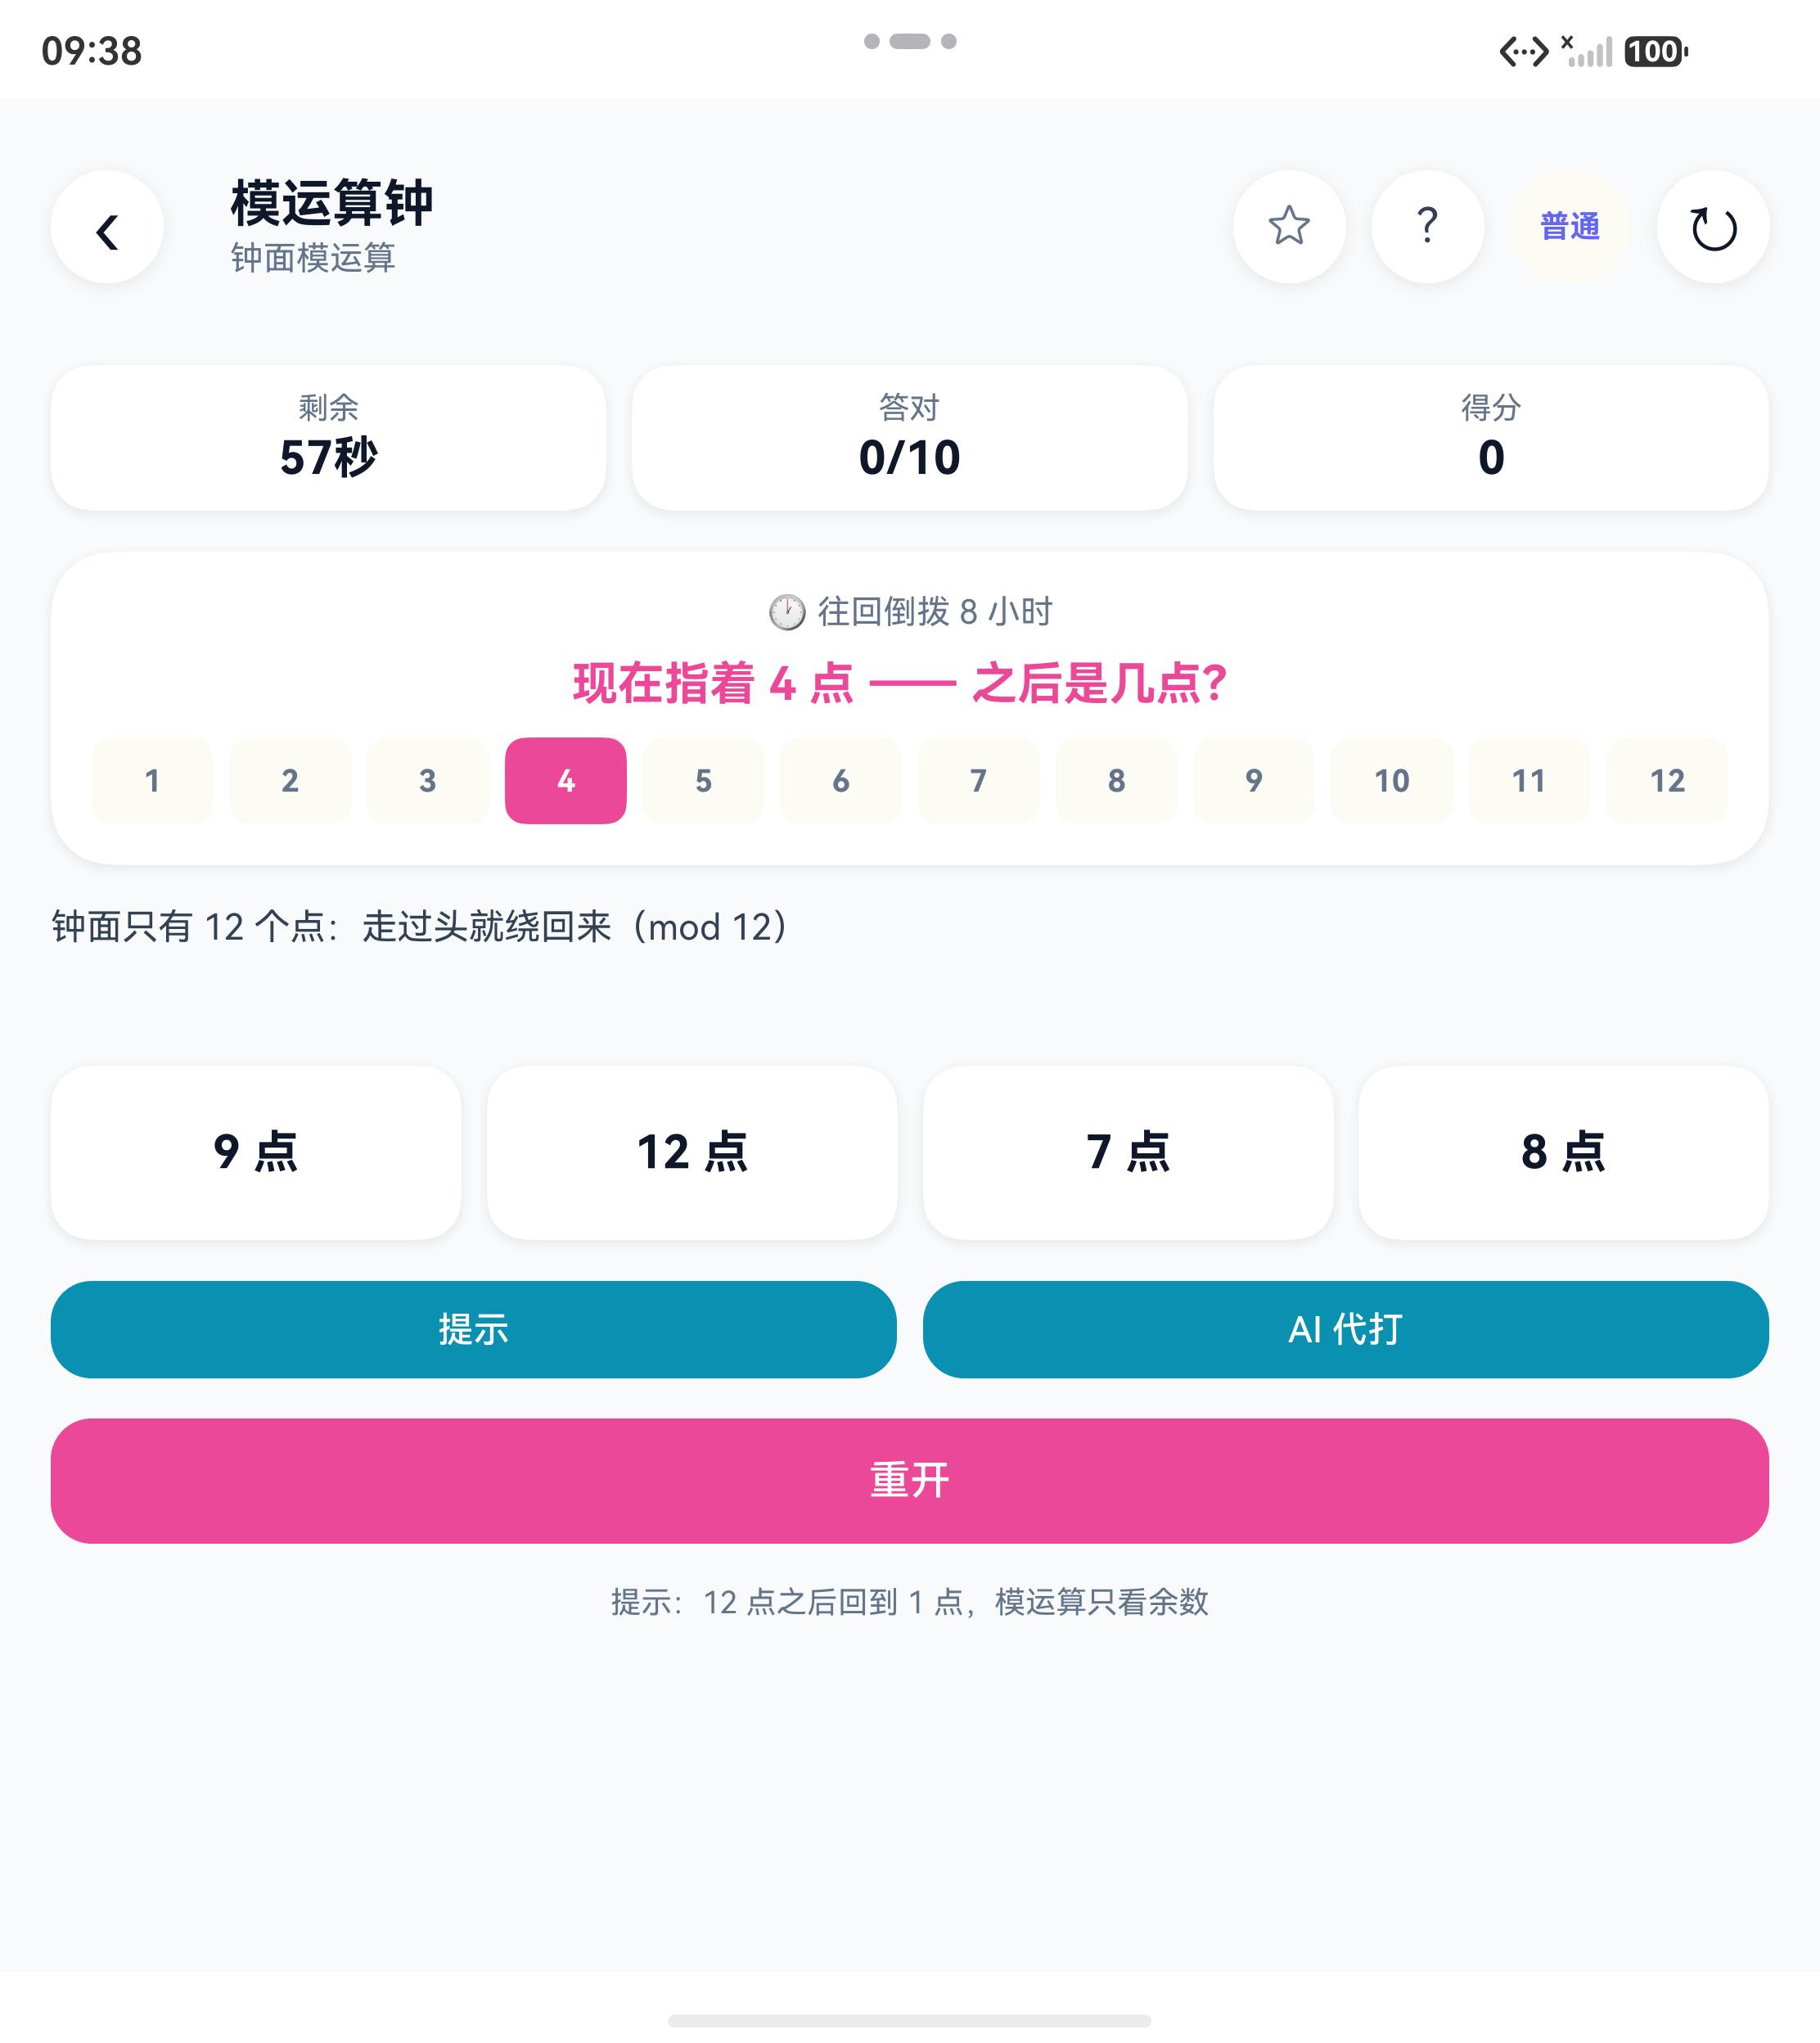 09:38
100
模运算钟
钟面模运算
?
普通
剩余
57秒
答对
0/10
得分
0
往回倒拨 8 小时
现在指着 4 点 —— 之后是几点?
1 2 3 4 5 6 7 8 9 10 11 12
钟面只有 12 个点：走过头就绕回来（mod 12）
9 点
12 点
7 点
8 点
提示
AI 代打
重开
提示：12 点之后回到 1 点，模运算只看余数